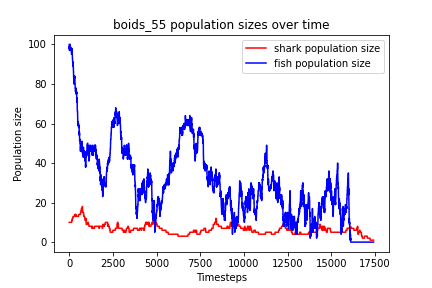 boids_55 population sizes over time
shark population size
fish population size
Population size
100
80
60
40
20
0
0
2500
5000
7500
10000
12500
15000
17500
Timesteps